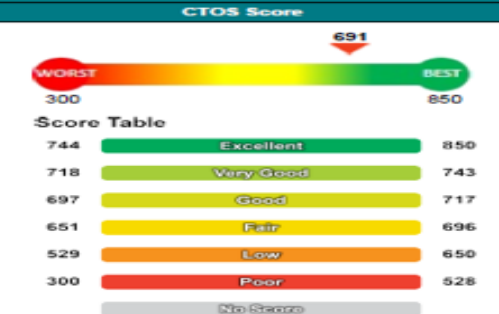 CTOS Score
691
WORST BEST
300 850
Score Table
744 Excellent 850
718 Very Good 743
697 Good 717
651 Fair 696
529 Low 650
300 Poor 528
No Score